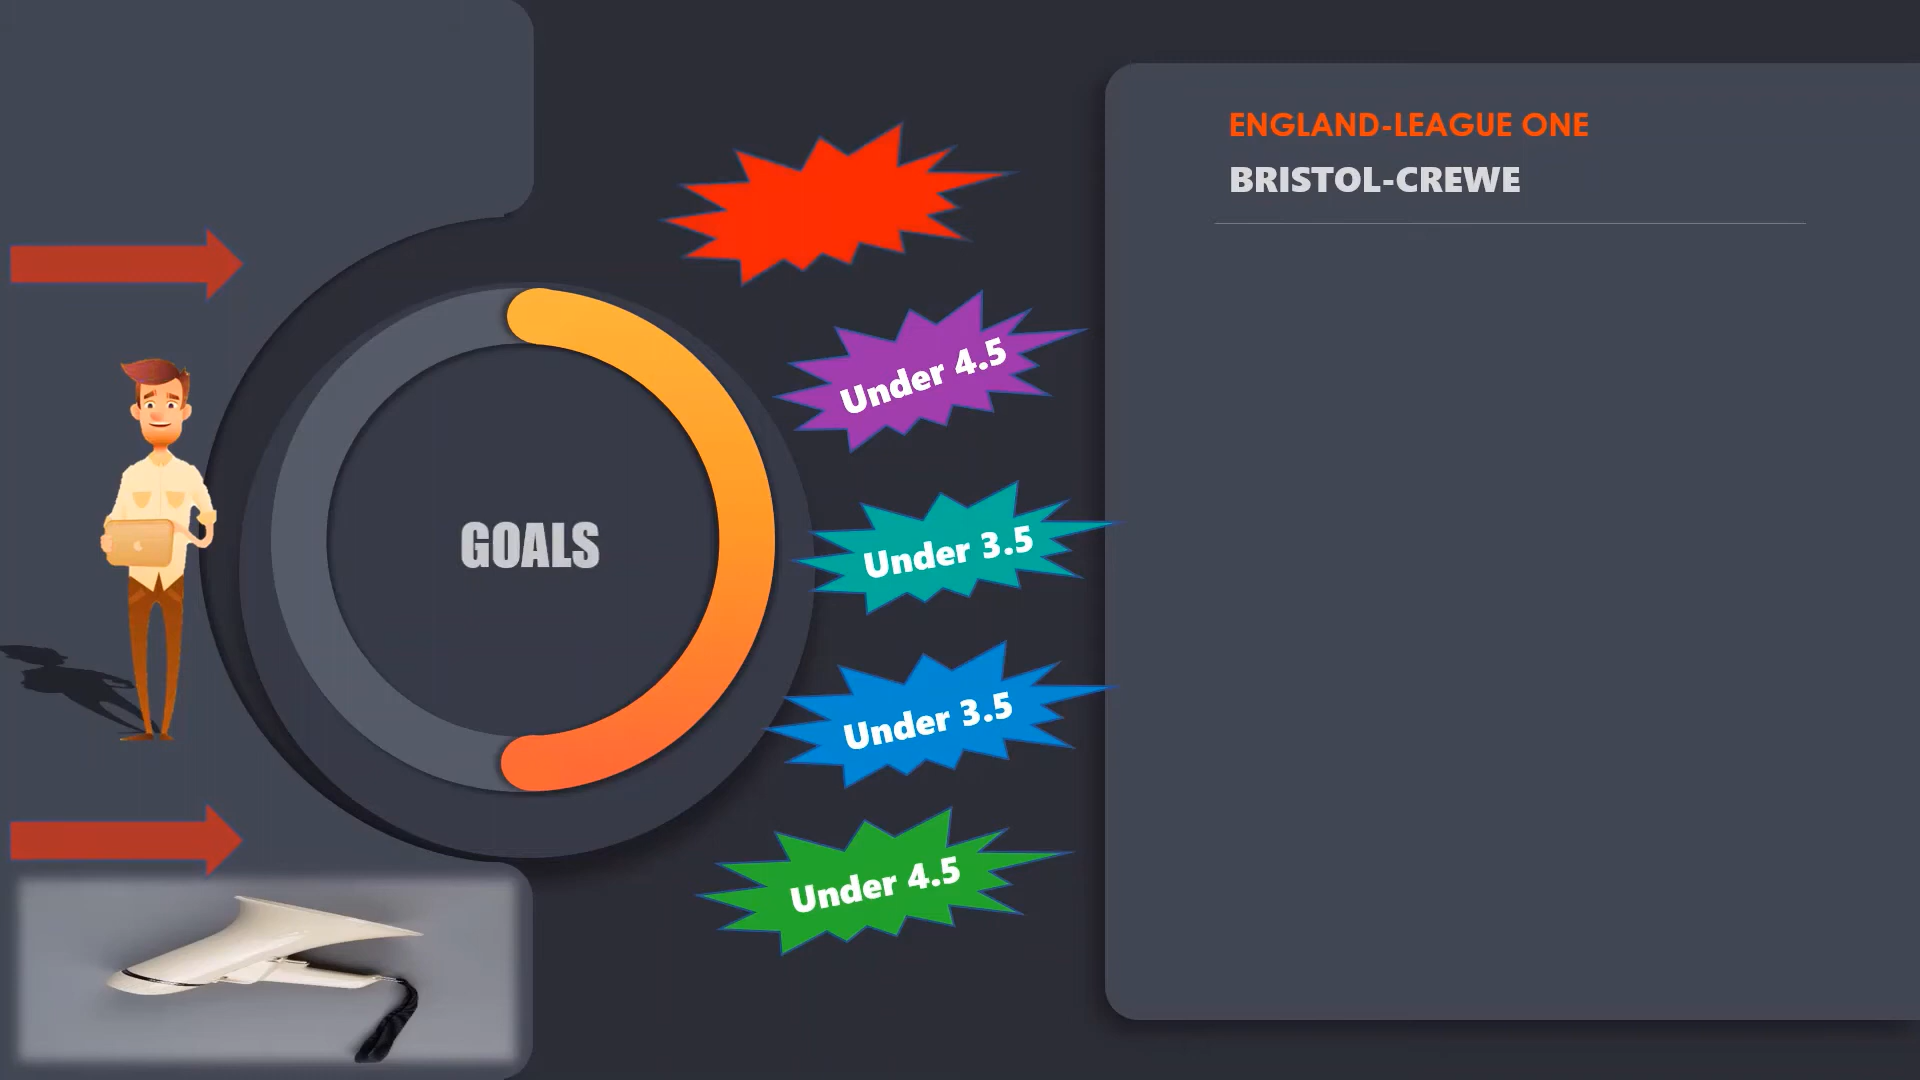 ENGLAND-LEAGUE ONE
BRISTOL-CREWE
Under 4.5
Under 3.5
GOALS
Under 3.5
Under 4.5